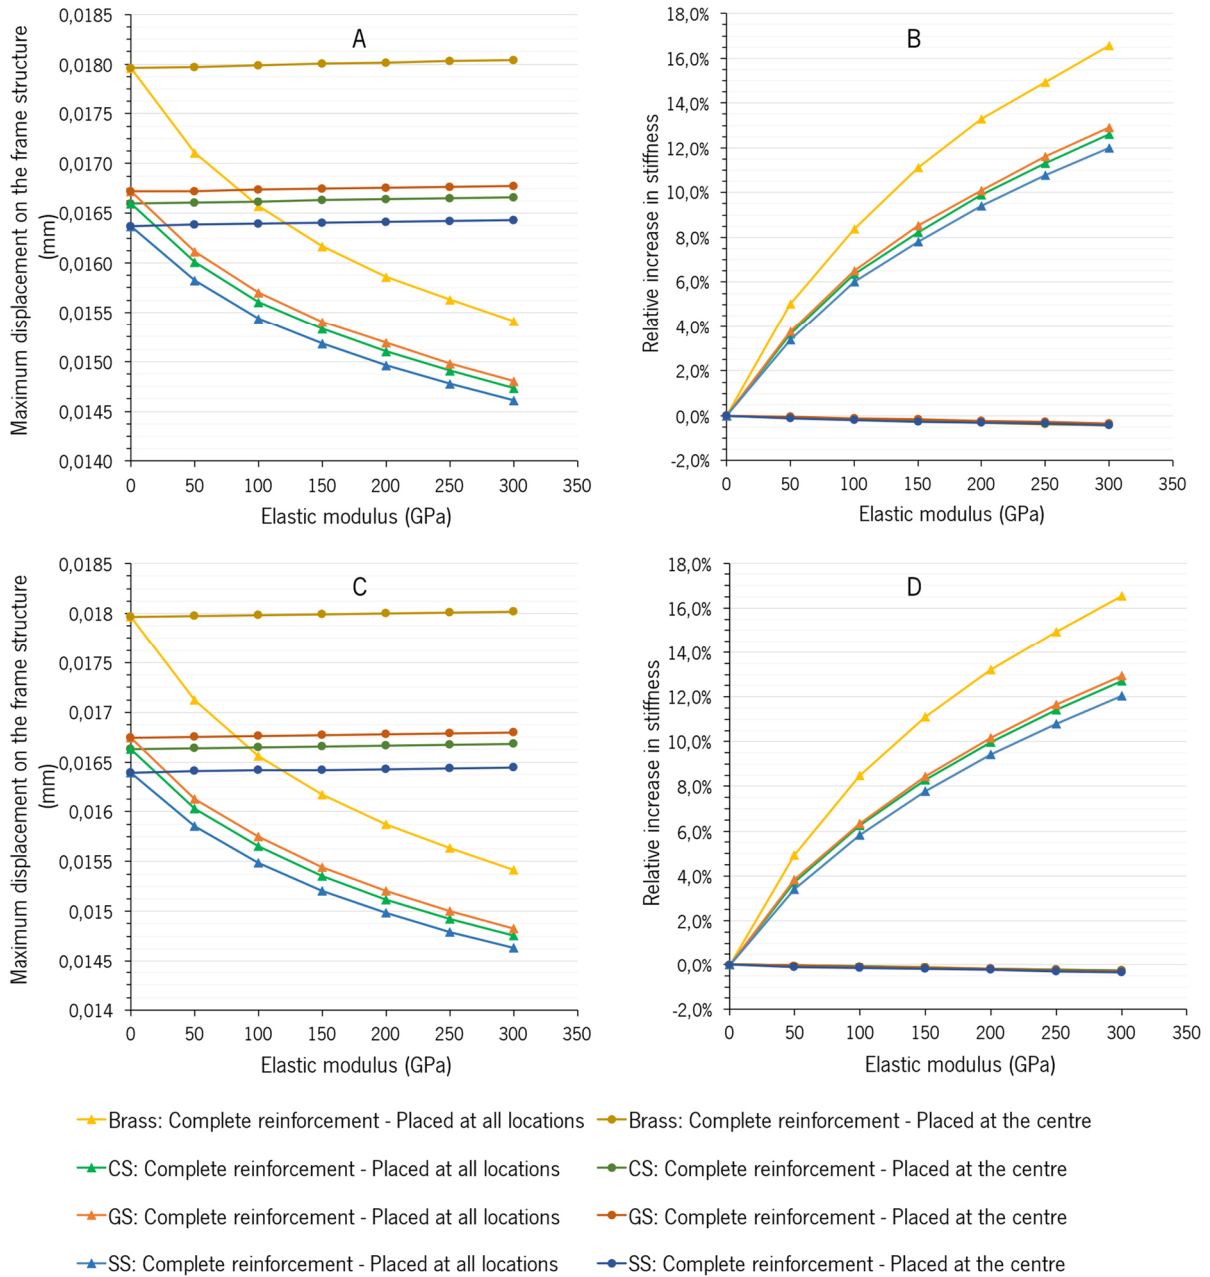 A
Maximum displacement on the frame structure
(mm)
0,0185
0,0180
0,0175
0,0170
0,0165
0,0160
0,0155
0,0150
0,0145
0,0140
0 50 100 150 200 250 300 350
Elastic modulus (GPa)
B
Relative increase in stiffness
18,0%
16,0%
14,0%
12,0%
10,0%
8,0%
6,0%
4,0%
2,0%
0,0%
-2,0%
0 50 100 150 200 250 300 350
Elastic modulus (GPa)
C
Maximum displacement on the frame structure
(mm)
0,0185
0,018
0,0175
0,017
0,0165
0,016
0,0155
0,015
0,0145
0,014
0 50 100 150 200 250 300 350
Elastic modulus (GPa)
D
Relative increase in stiffness
18,0%
16,0%
14,0%
12,0%
10,0%
8,0%
6,0%
4,0%
2,0%
0,0%
-2,0%
0 50 100 150 200 250 300 350
Elastic modulus (GPa)
Brass: Complete reinforcement - Placed at all locations
Brass: Complete reinforcement - Placed at the centre
CS: Complete reinforcement - Placed at all locations
CS: Complete reinforcement - Placed at the centre
GS: Complete reinforcement - Placed at all locations
GS: Complete reinforcement - Placed at the centre
SS: Complete reinforcement - Placed at all locations
SS: Complete reinforcement - Placed at the centre